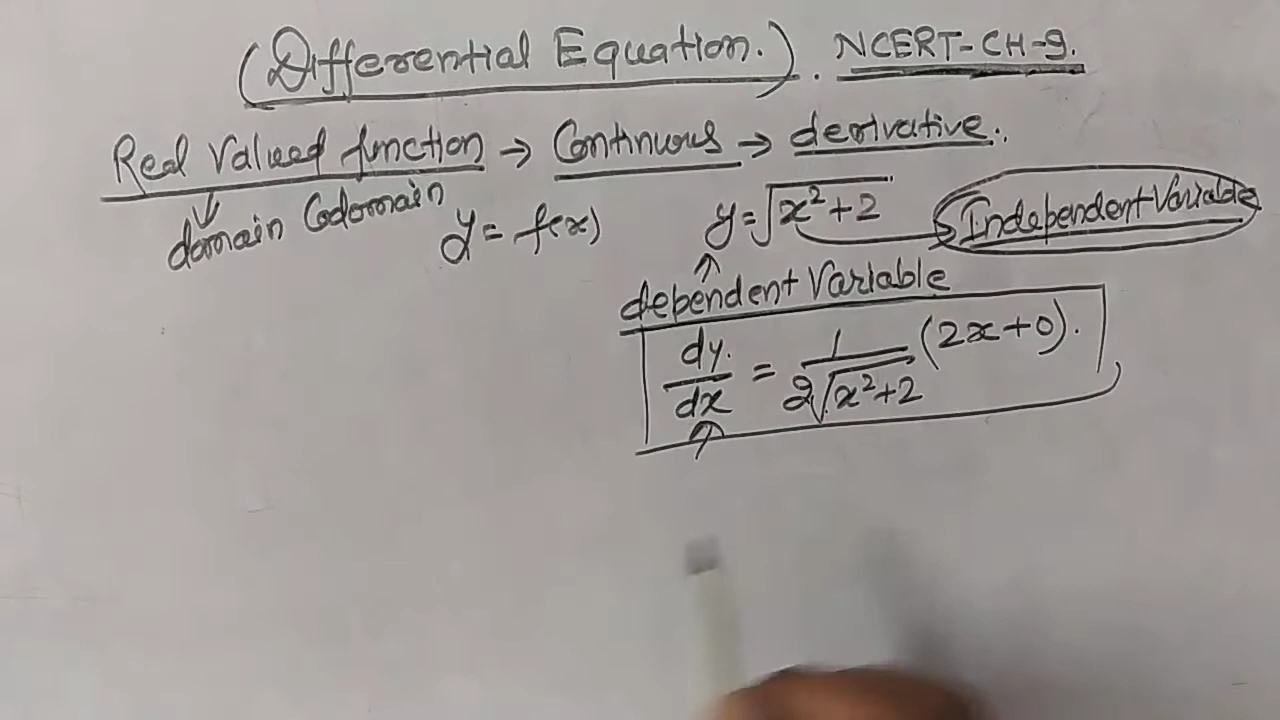 (Differential Equation.). NCERT-CH-9.
Real Valued function → Continuous → derivative.
domain Codomain
y = f(x)
y = √x² + 2
Independent Variable
dependent Variable
dy/dx = 1/2√x²+2 (2x+0).